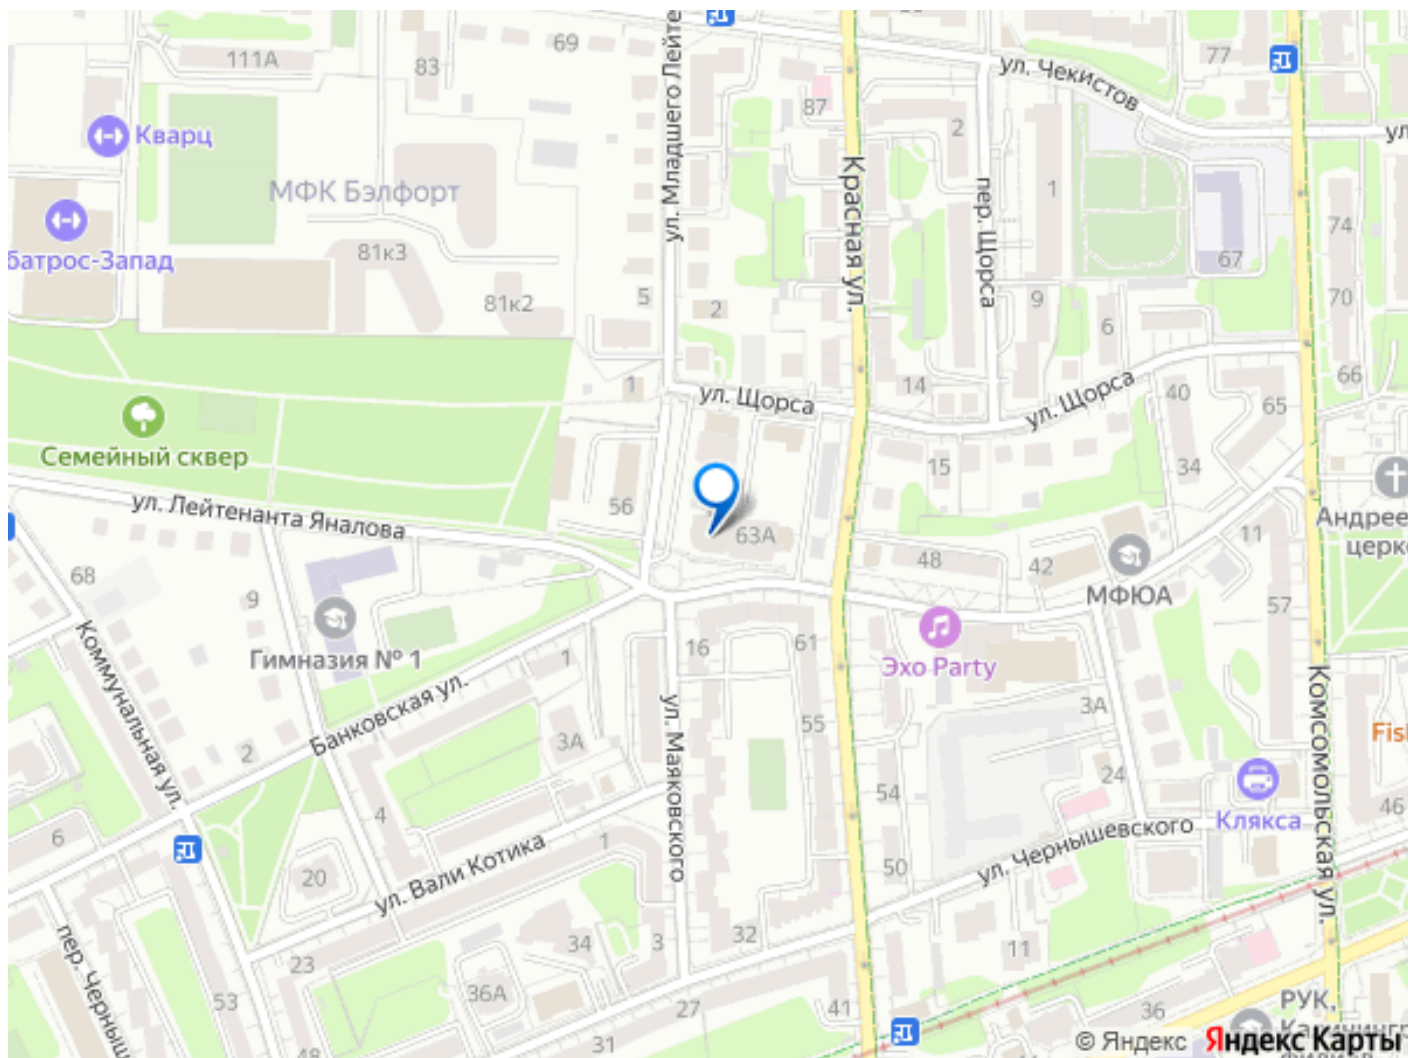 111А
83
69
77
ул. Чекистов
ул. Младшего Лейте
87
2
Кварц
МФК Бэлфорт
Красная ул.
пер. Щорса
1
74
батрос-Запад
81к3
81к2
5
2
9
67
70
6
14
66
1
ул. Щорса
ул. Щорса
40
65
Семейный сквер
ул. Лейтенанта Яналова
56
63А
15
34
11
Андрее
церк
48
42
МФЮА
68
9
Гимназия № 1
57
16
61
Эхо Party
Коммунальная ул.
Банковская ул.
1
3А
ул. Маяковского
55
3А
Комсомольская ул.
Fis
2
4
54
24
Клякса
46
6
ул. Вали Котика
1
50
ул. Чернышевского
20
пер. Черныш
23
34
3
32
11
53
36А
27
41
36
31
48
РУК,
© Яндекс
Яндекс Карты